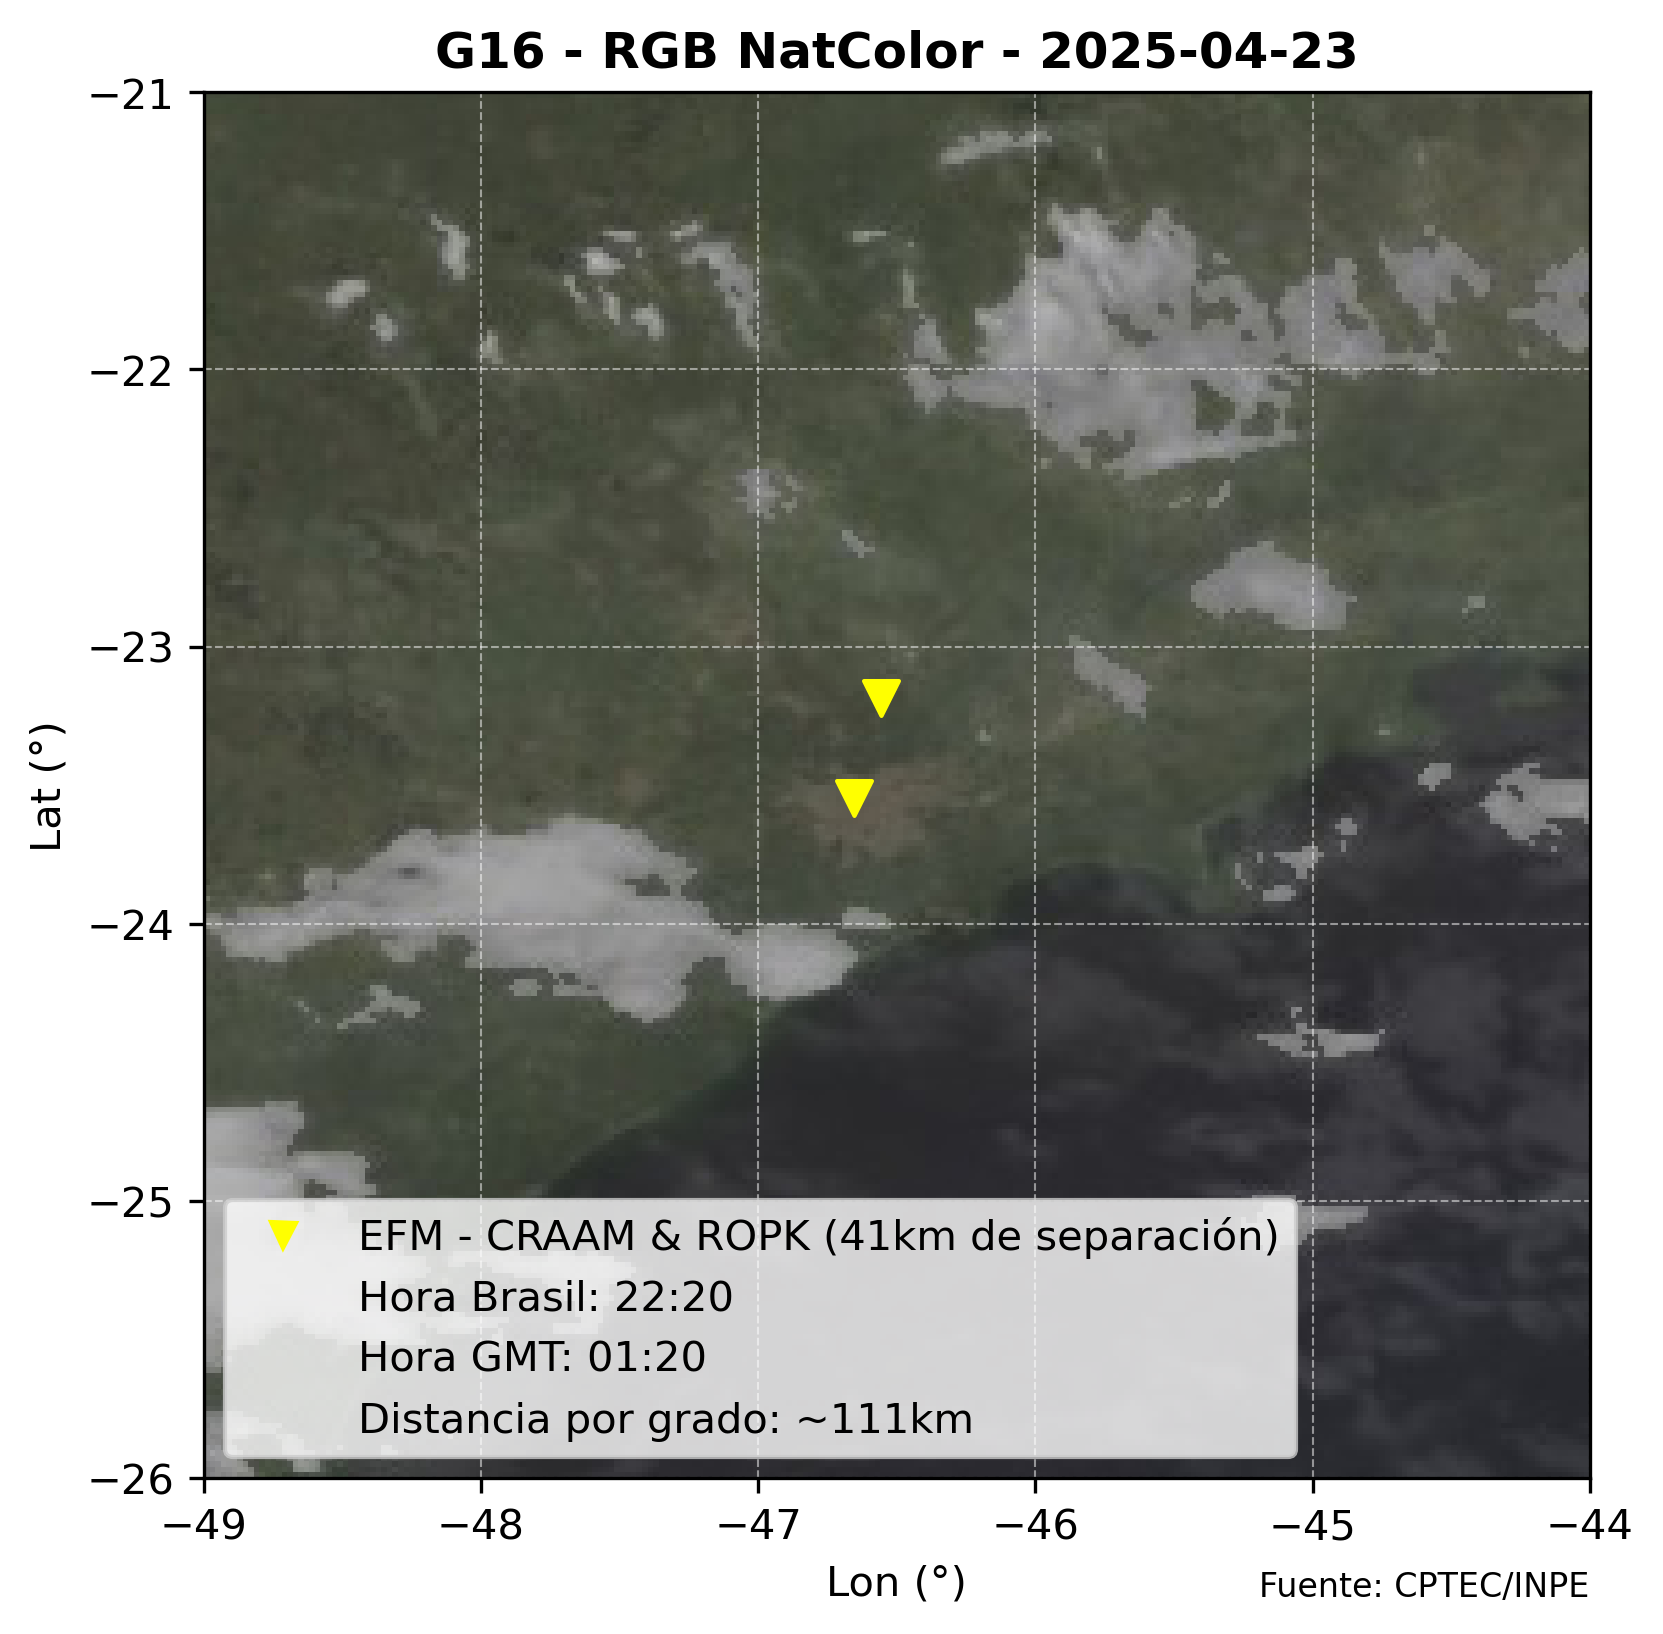 G16 - RGB NatColor - 2025-04-23
−21
−22
−23
−24
−25
−26
Lat (°)
EFM - CRAAM & ROPK (41km de separación)
Hora Brasil: 22:20
Hora GMT: 01:20
Distancia por grado: ~111km
−49 −48 −47 −46 −45 −44
Lon (°)
Fuente: CPTEC/INPE